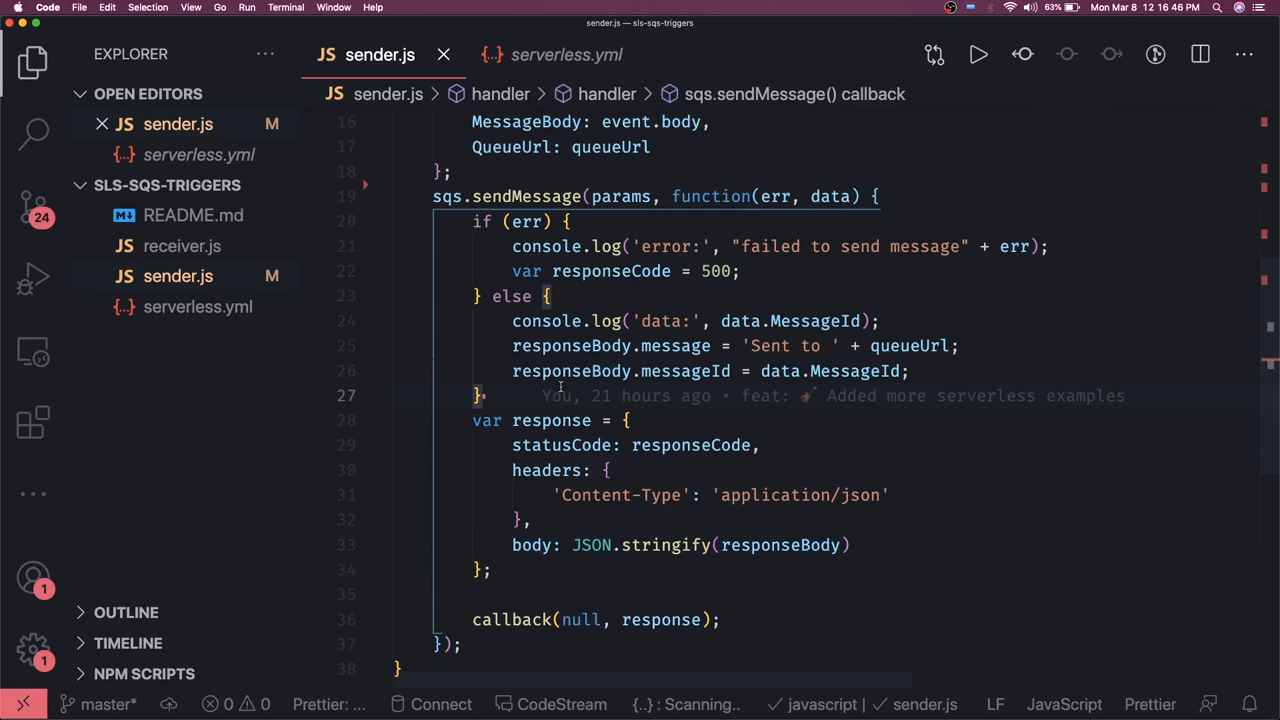 Code File Edit Selection View Go Run Terminal Window Help 63% Mon Mar 8 12:16:46 PM
sender.js — sls-sqs-triggers
EXPLORER
JS sender.js
{..} serverless.yml
JS sender.js > handler > handler > sqs.sendMessage() callback
OPEN EDITORS
JS sender.js M
{..} serverless.yml
SLS-SQS-TRIGGERS
README.md
JS receiver.js
JS sender.js M
{..} serverless.yml
24
1
1
OUTLINE
TIMELINE
NPM SCRIPTS
16 MessageBody: event.body,
17 QueueUrl: queueUrl
18 };
19 sqs.sendMessage(params, function(err, data) {
20 if (err) {
21 console.log('error:', "failed to send message" + err);
22 var responseCode = 500;
23 } else {
24 console.log('data:', data.MessageId);
25 responseBody.message = 'Sent to ' + queueUrl;
26 responseBody.messageId = data.MessageId;
27 } You, 21 hours ago • feat: 🎸 Added more serverless examples
28 var response = {
29 statusCode: responseCode,
30 headers: {
31 'Content-Type': 'application/json'
32 },
33 body: JSON.stringify(responseBody)
34 };
35
36 callback(null, response);
37 });
38 }
master* 0 0 Prettier: ... Connect CodeStream {..} : Scanning.. javascript | sender.js LF JavaScript Prettier